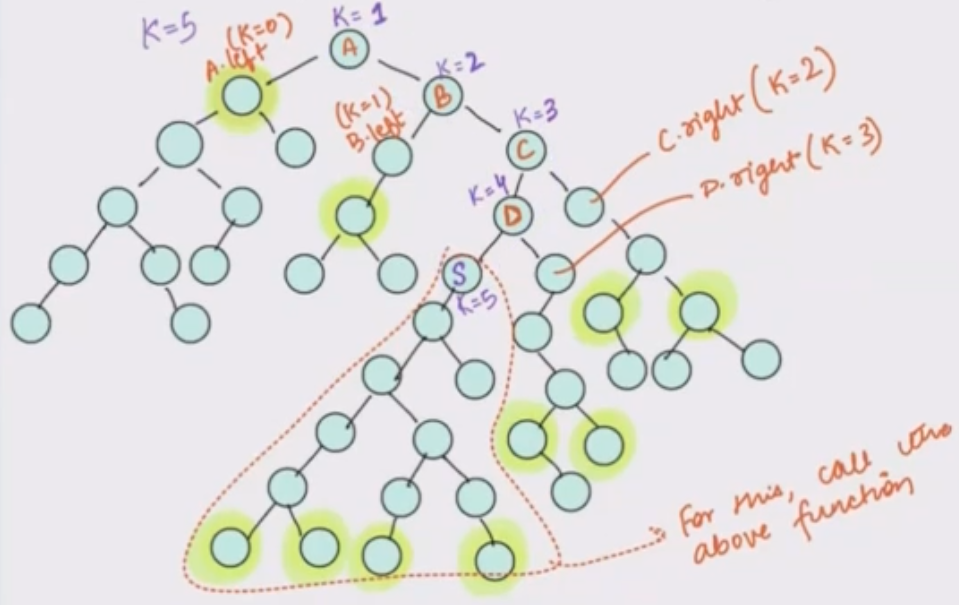 K=5
K=1
(K=0)
A.left
A
K=2
B
(K=1)
B.left
K=3
C
C.right (K=2)
K=4
D
D.right (K=3)
S
K=5
For this, call
above function